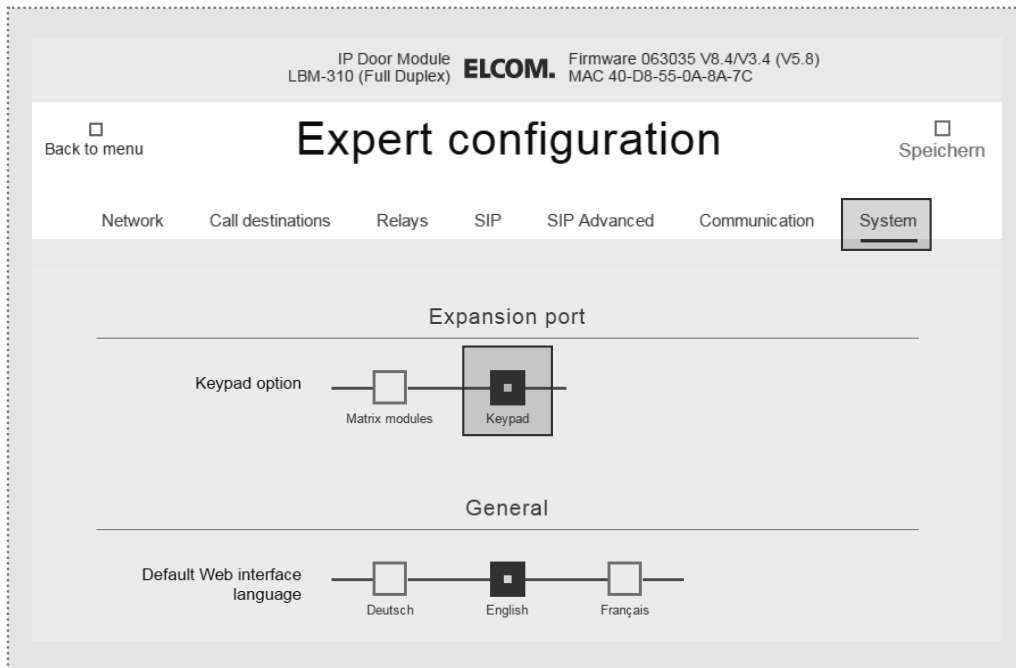 IP Door Module
LBM-310 (Full Duplex)
ELCOM.
Firmware 063035 V8.4/V3.4 (V5.8)
MAC 40-D8-55-0A-8A-7C
Back to menu
Expert configuration
Speichern
Network Call destinations Relays SIP SIP Advanced Communication System
Expansion port
Keypad option
Matrix modules Keypad
General
Default Web interface
language
Deutsch English Français